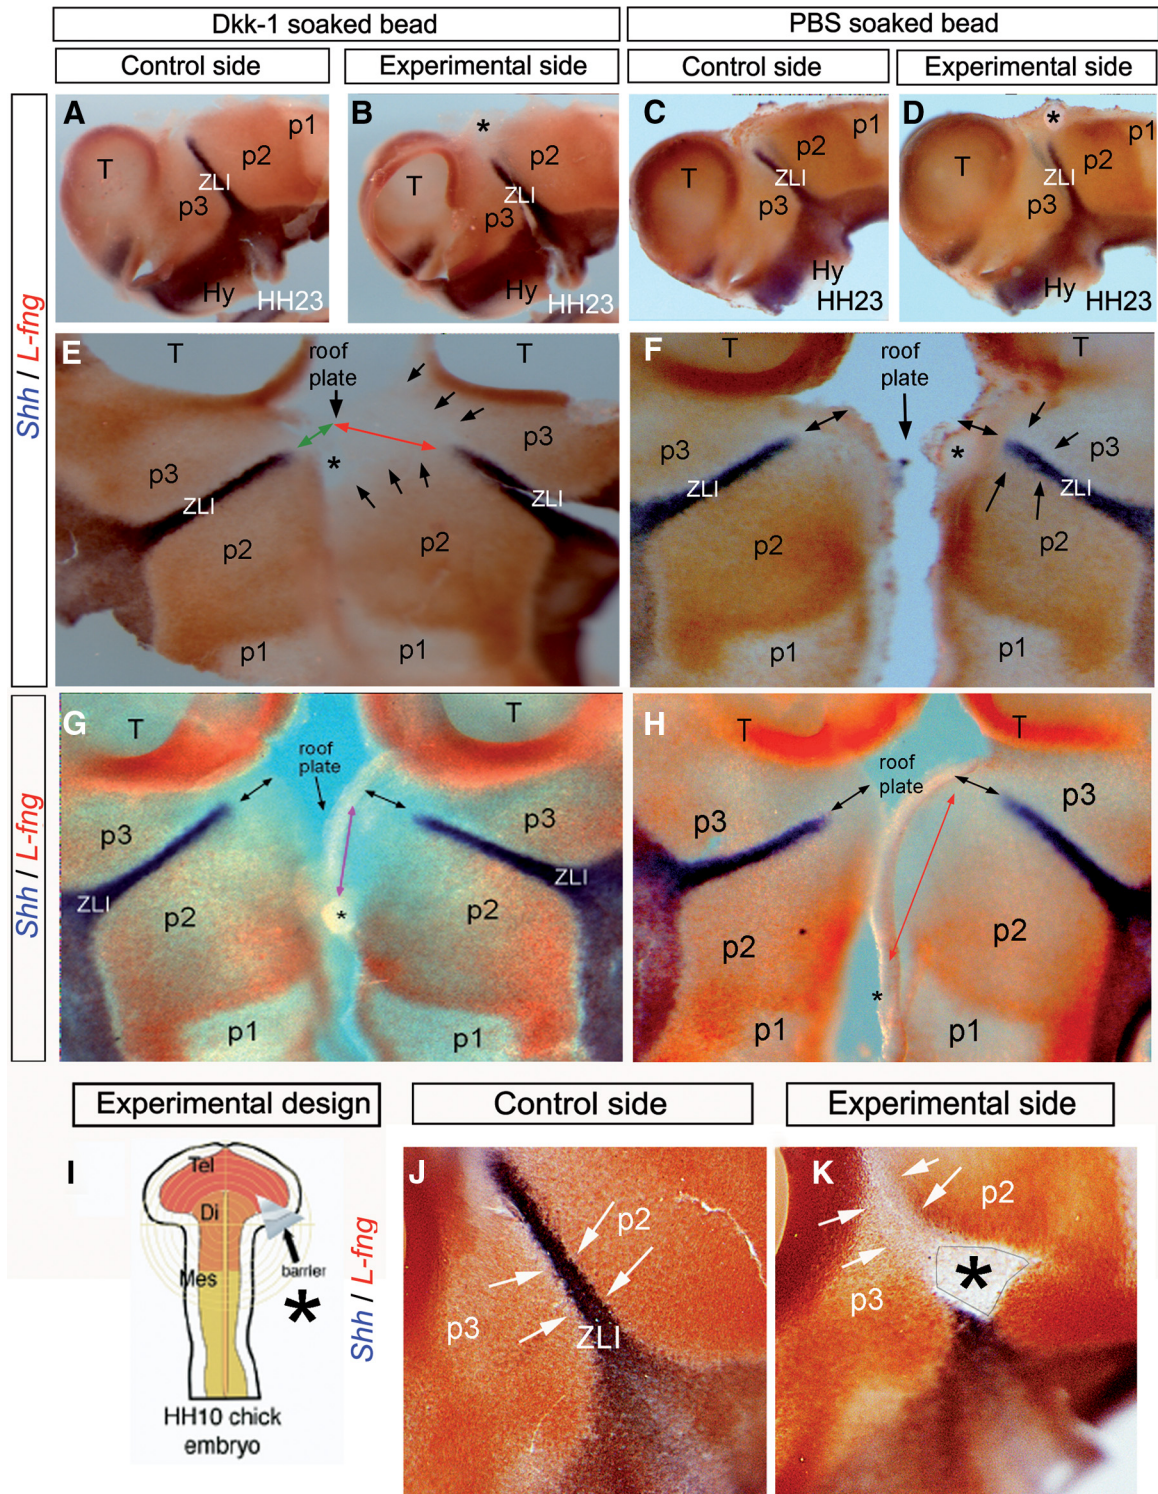 Dkk-1 soaked bead
PBS soaked bead
Control side
Experimental side
Control side
Experimental side
Shh / L-fng
A
T
ZLI
p3
p2
p1
Hy
HH23
B
*
T
ZLI
p3
p2
Hy
HH23
C
T
ZLI
p3
p2
p1
Hy
HH23
D
*
T
ZLI
p3
p2
p1
Hy
HH23
E
T
roof
plate
T
*
p3
p3
ZLI
ZLI
p2
p2
p1
p1
F
T
roof
plate
T
*
p3
p3
ZLI
ZLI
p2
p2
p1
p1
Shh / L-fng
G
T
T
roof
plate
p3
p3
ZLI
ZLI
p2
*
p2
p1
p1
H
T
T
roof
plate
p3
p3
p2
p2
*
p1
p1
Experimental design
Control side
Experimental side
I
Tel
Di
Mes
barrier
*
HH10 chick
embryo
Shh / L-fng
J
p2
p3
ZLI
K
p2
*
p3